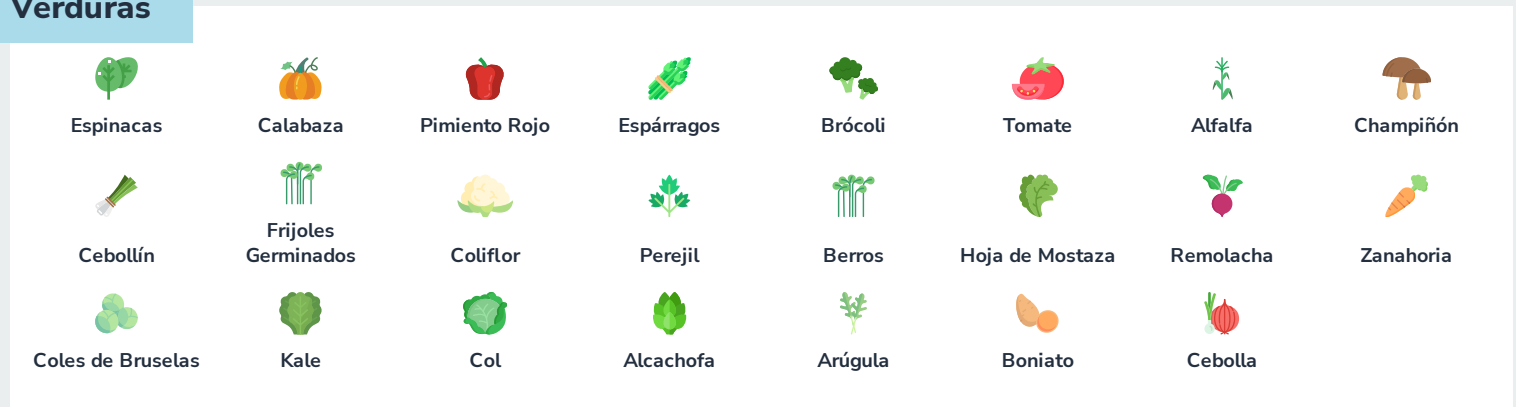 Verduras
Espinacas
Calabaza
Pimiento Rojo
Espárragos
Brócoli
Tomate
Alfalfa
Champiñón
Cebollín
Frijoles
Germinados
Coliflor
Perejil
Berros
Hoja de Mostaza
Remolacha
Zanahoria
Coles de Bruselas
Kale
Col
Alcachofa
Arúgula
Boniato
Cebolla